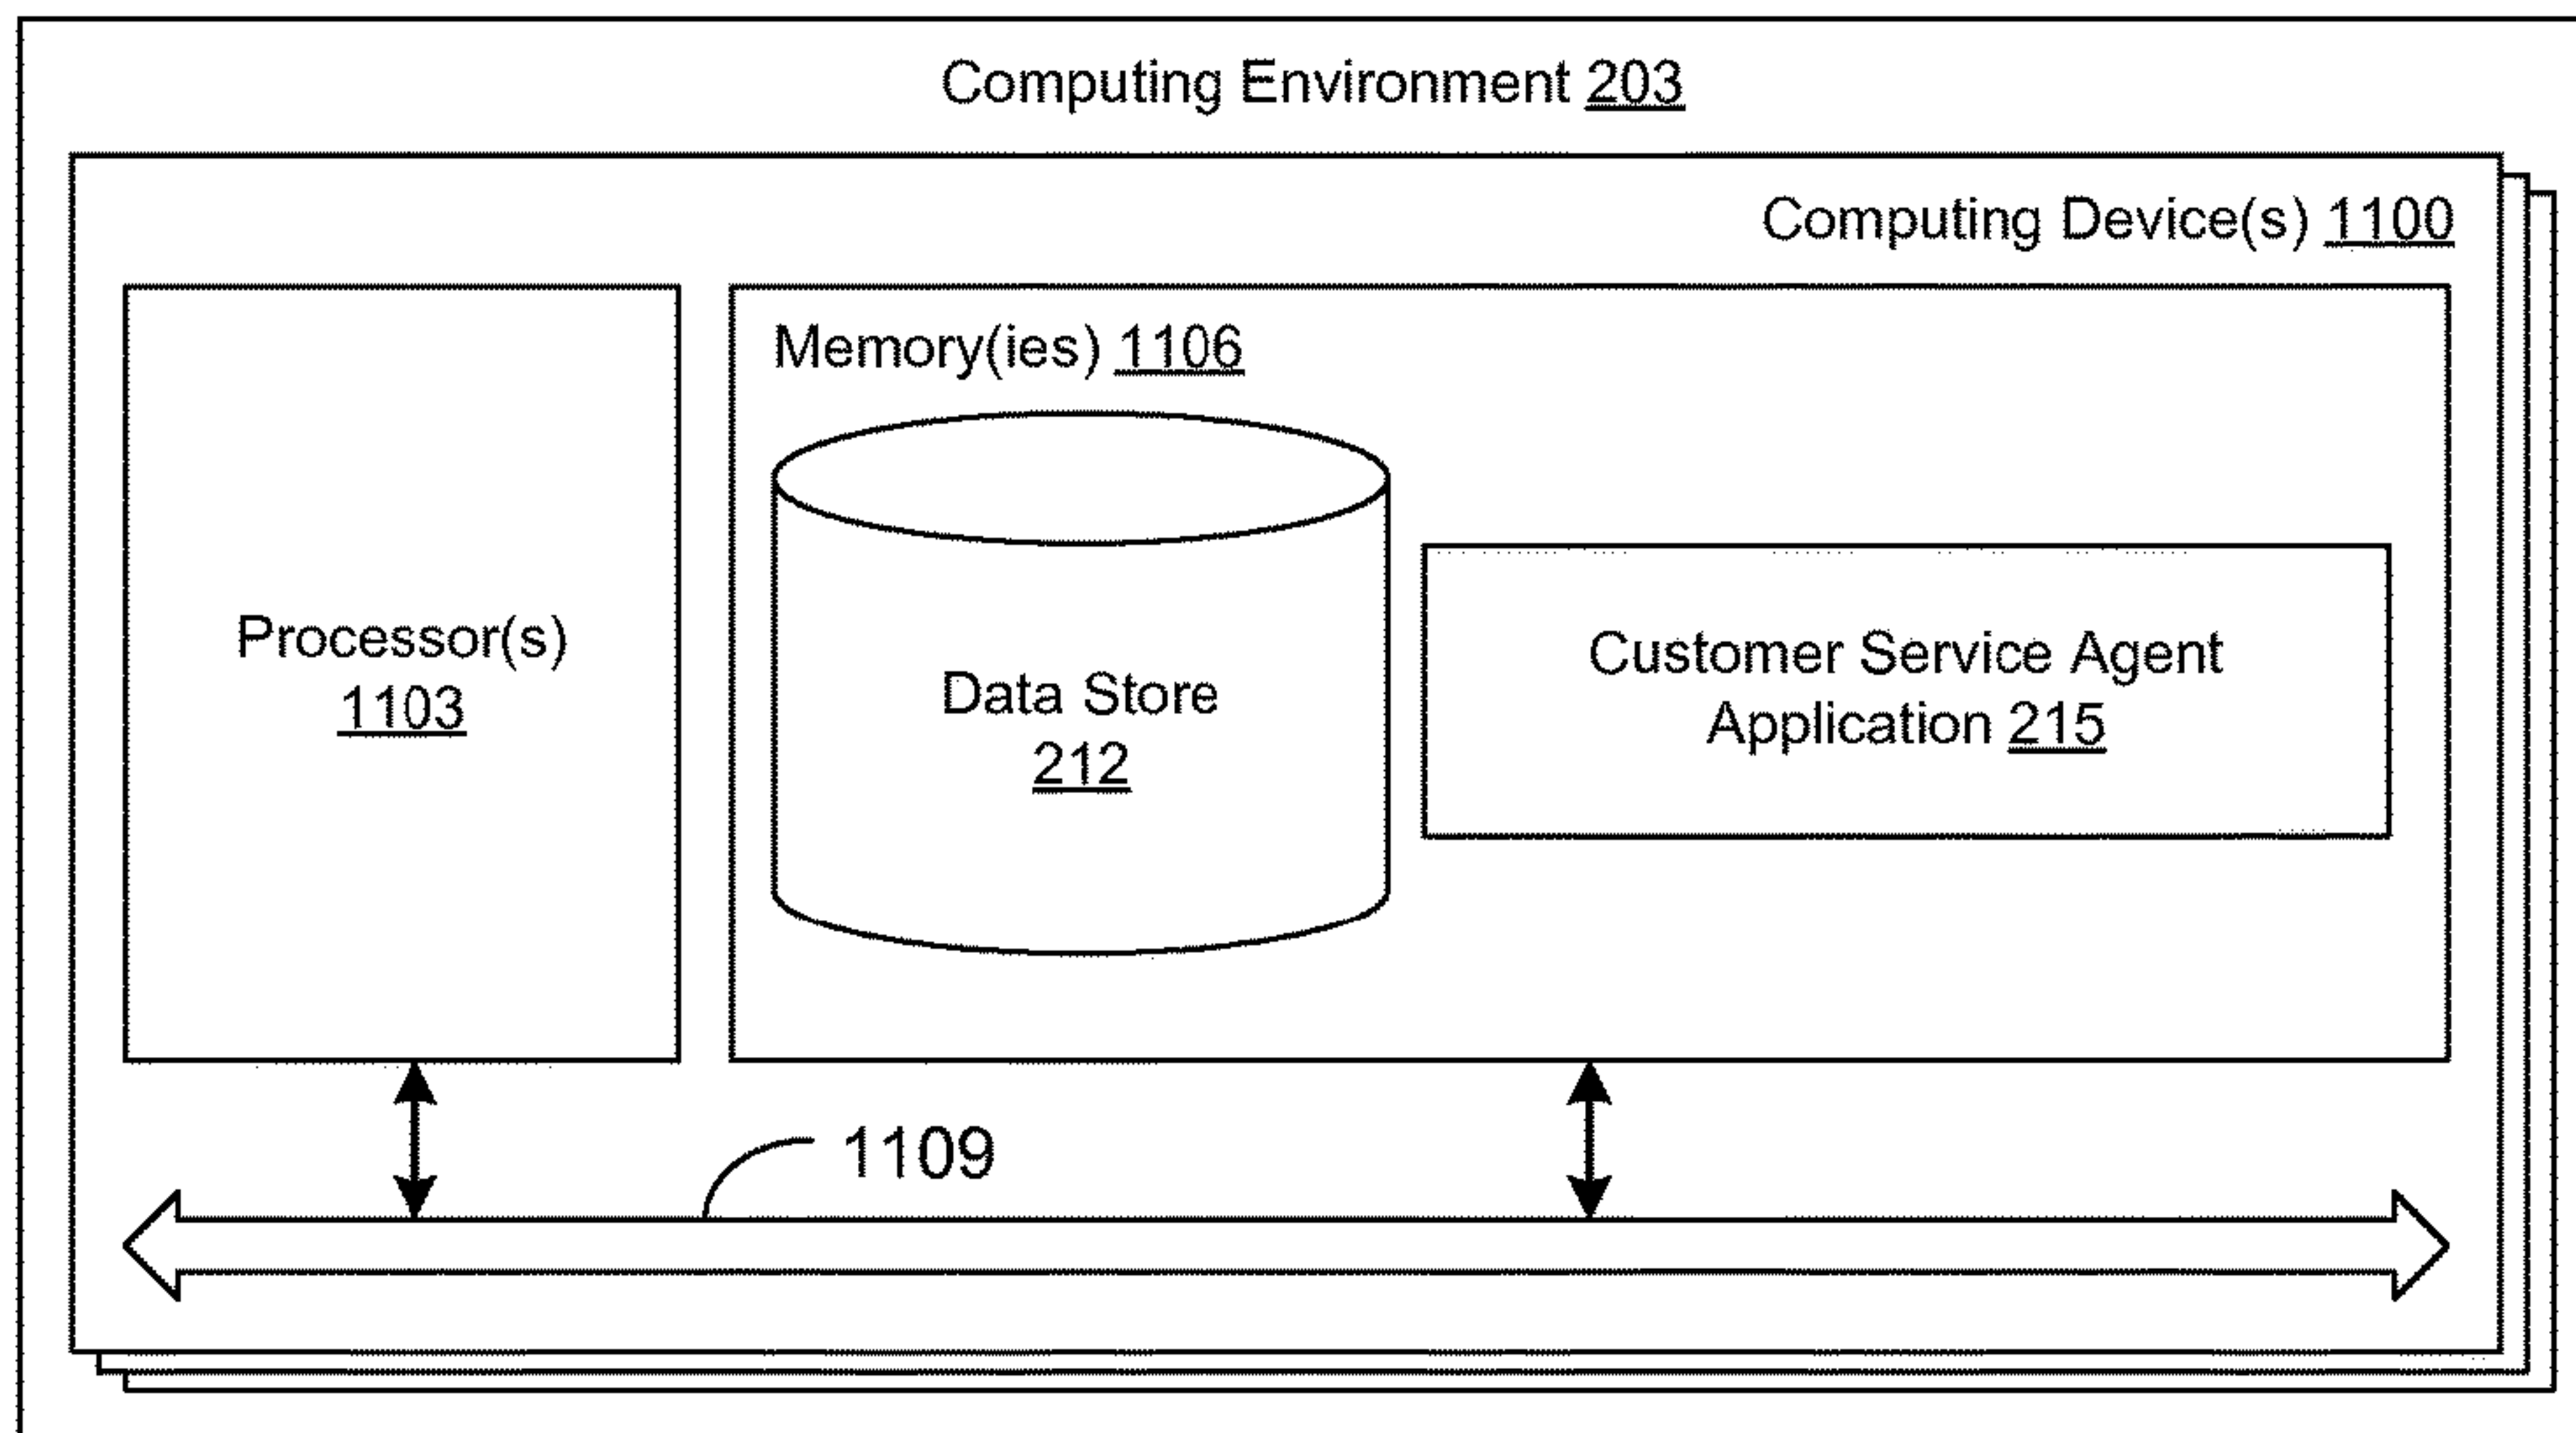 Computing Environment 203
Computing Device(s) 1100
Memory(ies) 1106
Processor(s)
1103
Data Store
212
Customer Service Agent
Application 215
1109